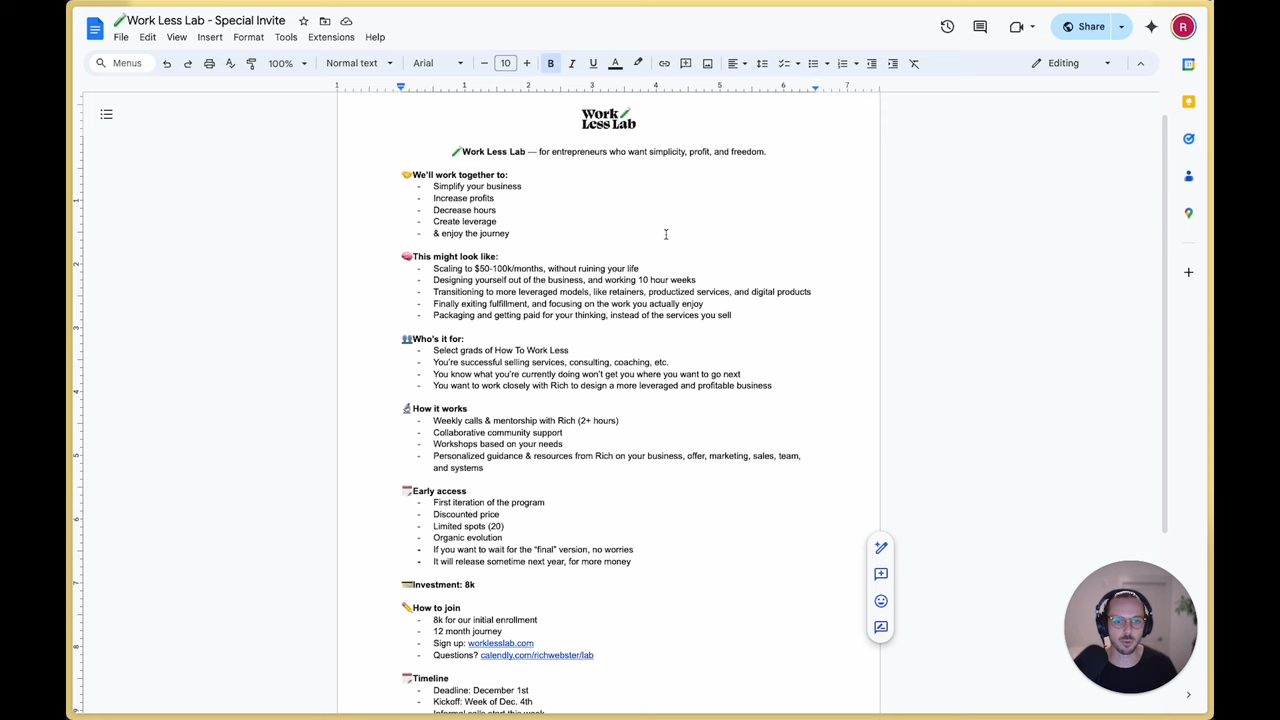 Work Less Lab - Special Invite
Share
R
File Edit View Insert Format Tools Extensions Help
Menus 100% Normal text Arial 10 B I U A Editing
1 1 2 3 4 5 6 7
Work
Less Lab
Work Less Lab — for entrepreneurs who want simplicity, profit, and freedom.
We'll work together to:
- Simplify your business
- Increase profits
- Decrease hours
- Create leverage
- & enjoy the journey
This might look like:
- Scaling to $50-100k/months, without ruining your life
- Designing yourself out of the business, and working 10 hour weeks
- Transitioning to more leveraged models, like retainers, productized services, and digital products
- Finally exiting fulfillment, and focusing on the work you actually enjoy
- Packaging and getting paid for your thinking, instead of the services you sell
Who's it for:
- Select grads of How To Work Less
- You're successful selling services, consulting, coaching, etc.
- You know what you're currently doing won't get you where you want to go next
- You want to work closely with Rich to design a more leveraged and profitable business
How it works
- Weekly calls & mentorship with Rich (2+ hours)
- Collaborative community support
- Workshops based on your needs
- Personalized guidance & resources from Rich on your business, offer, marketing, sales, team,
and systems
Early access
- First iteration of the program
- Discounted price
- Limited spots (20)
- Organic evolution
- If you want to wait for the "final" version, no worries
- It will release sometime next year, for more money
Investment: 8k
How to join
- 8k for our initial enrollment
- 12 month journey
- Sign up: worklesslab.com
- Questions? calendly.com/richwebster/lab
Timeline
- Deadline: December 1st
- Kickoff: Week of Dec. 4th
- Informal calls start this week